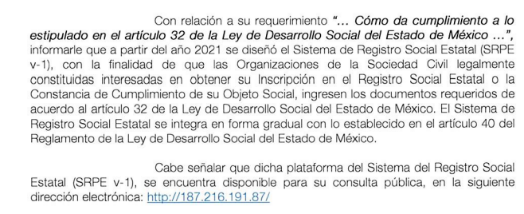 Con relación a su requerimiento "... Cómo da cumplimiento a lo
estipulado en el artículo 32 de la Ley de Desarrollo Social del Estado de México ...",
informarle que a partir del año 2021 se diseñó el Sistema de Registro Social Estatal (SRPE
v-1), con la finalidad de que las Organizaciones de la Sociedad Civil legalmente
constituidas interesadas en obtener su Inscripción en el Registro Social Estatal o la
Constancia de Cumplimiento de su Objeto Social, ingresen los documentos requeridos de
acuerdo al artículo 32 de la Ley de Desarrollo Social del Estado de México. El Sistema de
Registro Social Estatal se integra en forma gradual con lo establecido en el artículo 40 del
Reglamento de la Ley de Desarrollo Social del Estado de México.
Cabe señalar que dicha plataforma del Sistema del Registro Social
Estatal (SRPE v-1), se encuentra disponible para su consulta pública, en la siguiente
dirección electrónica: http://187.216.191.87/